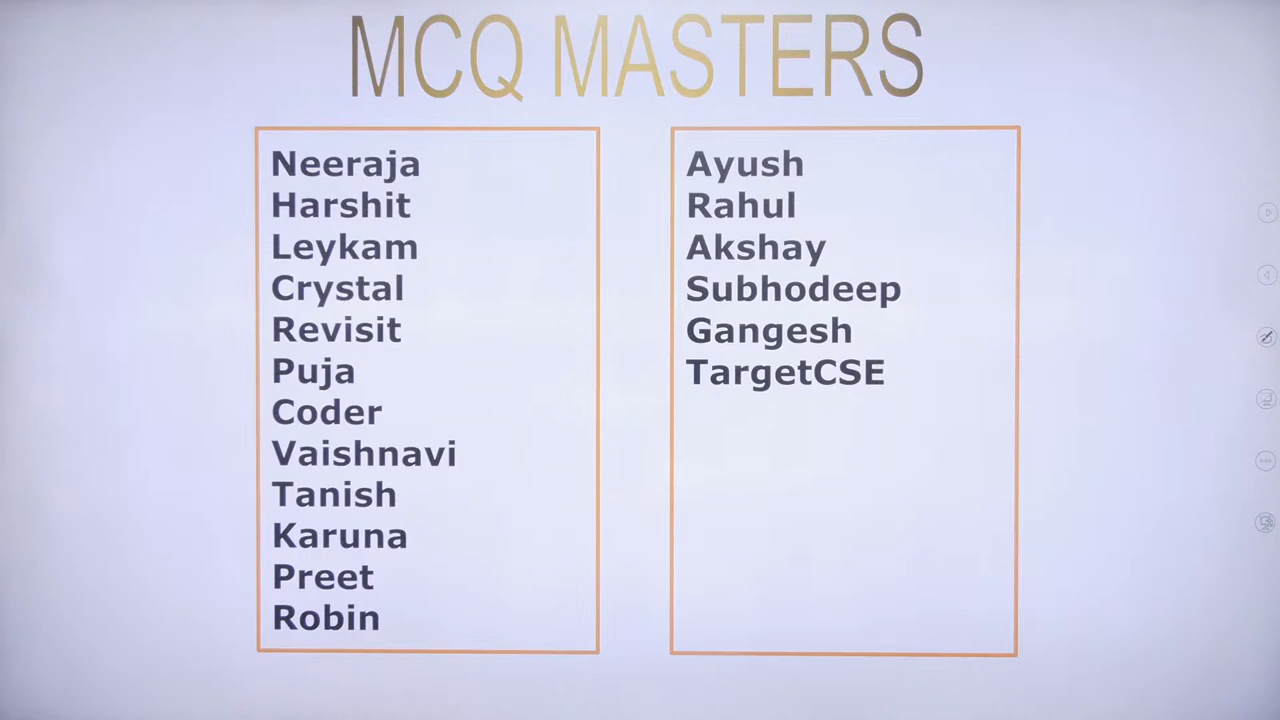 MCQ MASTERS
Neeraja
Harshit
Leykam
Crystal
Revisit
Puja
Coder
Vaishnavi
Tanish
Karuna
Preet
Robin
Ayush
Rahul
Akshay
Subhodeep
Gangesh
TargetCSE